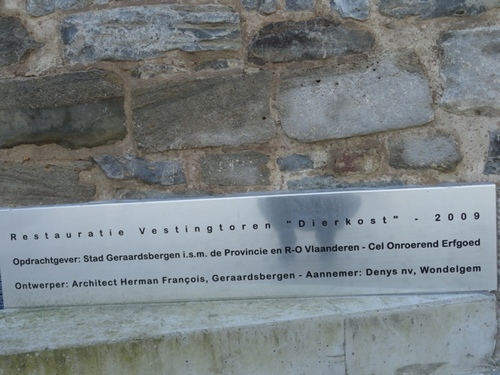 Restauratie Vestingtoren "Dierkost" - 2009
Opdrachtgever: Stad Geraardsbergen i.s.m. de Provincie en R-O Vlaanderen - Cel Onroerend Erfgoed
Ontwerper: Architect Herman François, Geraardsbergen - Aannemer: Denys nv, Wondelgem